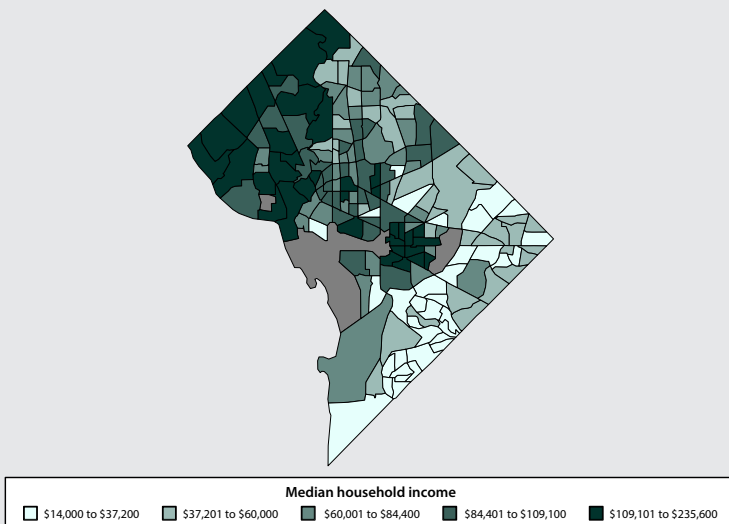 Median household income
$14,000 to $37,200 $37,201 to $60,000 $60,001 to $84,400 $84,401 to $109,100 $109,101 to $235,600